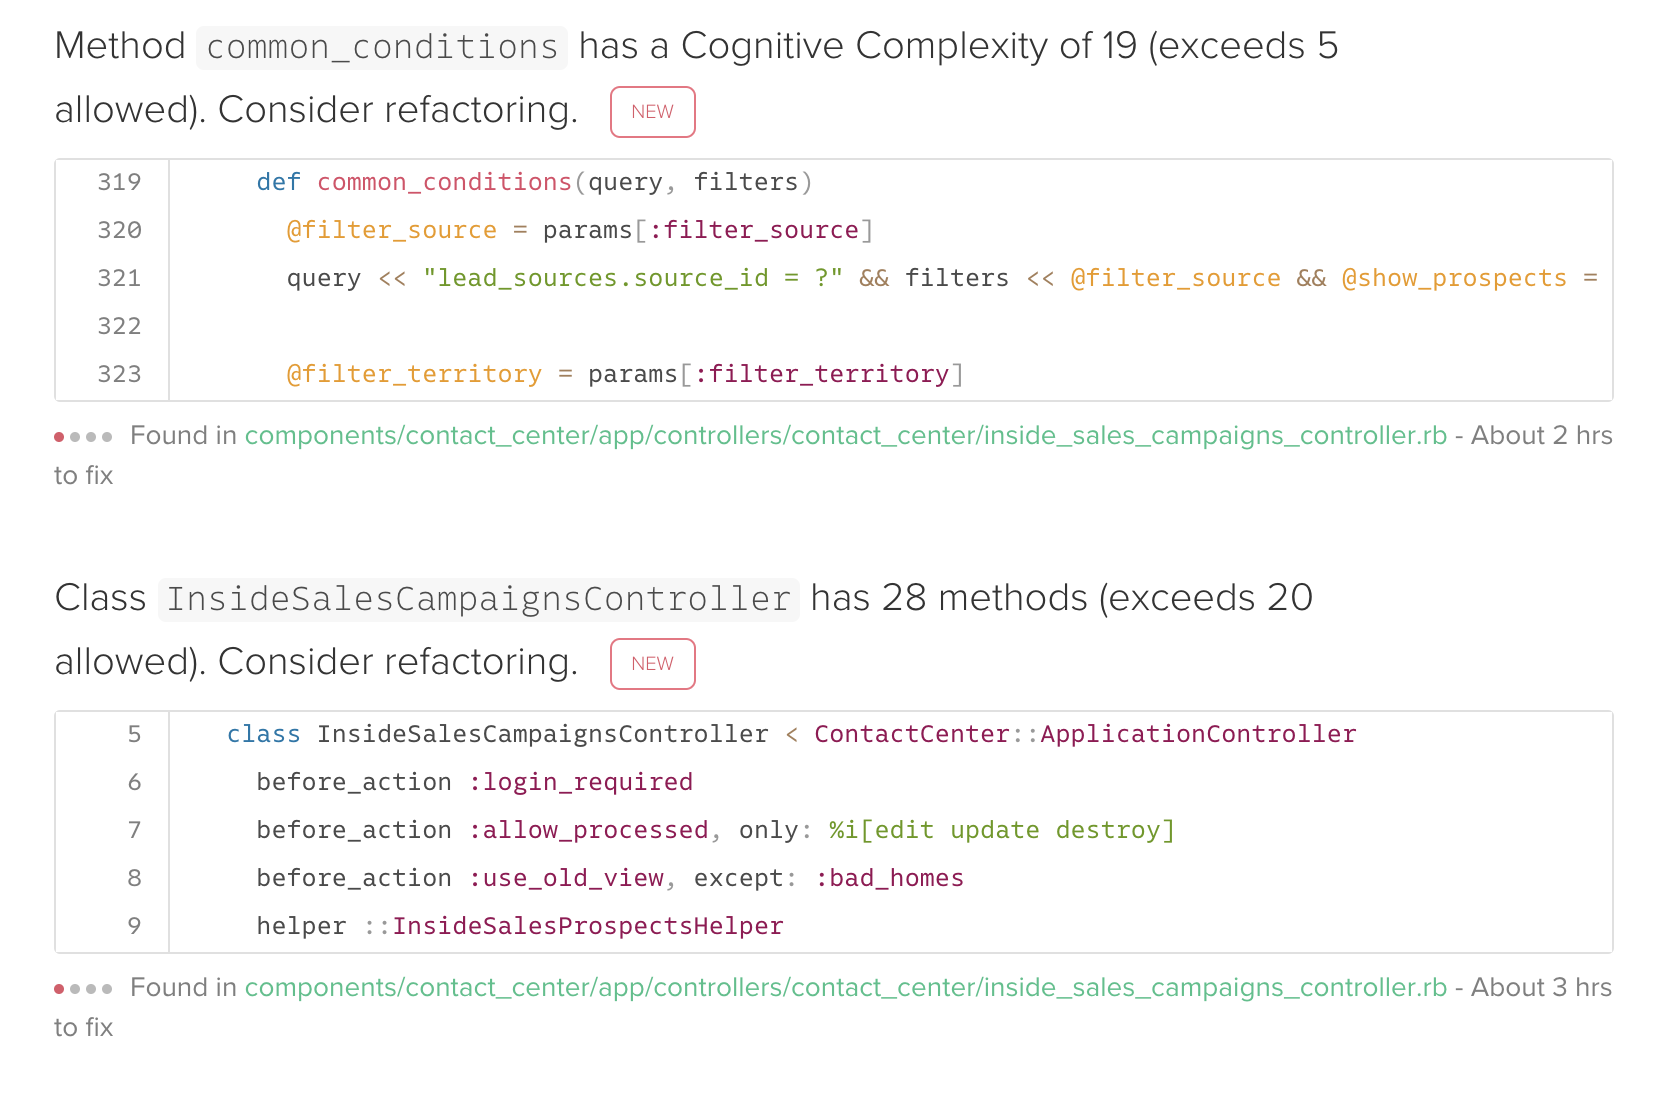 Method common_conditions has a Cognitive Complexity of 19 (exceeds 5
allowed). Consider refactoring. NEW
319 def common_conditions(query, filters)
320 @filter_source = params[:filter_source]
321 query << "lead_sources.source_id = ?" && filters << @filter_source && @show_prospects =
322
323 @filter_territory = params[:filter_territory]
Found in components/contact_center/app/controllers/contact_center/inside_sales_campaigns_controller.rb - About 2 hrs
to fix
Class InsideSalesCampaignsController has 28 methods (exceeds 20
allowed). Consider refactoring. NEW
5 class InsideSalesCampaignsController < ContactCenter::ApplicationController
6 before_action :login_required
7 before_action :allow_processed, only: %i[edit update destroy]
8 before_action :use_old_view, except: :bad_homes
9 helper ::InsideSalesProspectsHelper
Found in components/contact_center/app/controllers/contact_center/inside_sales_campaigns_controller.rb - About 3 hrs
to fix